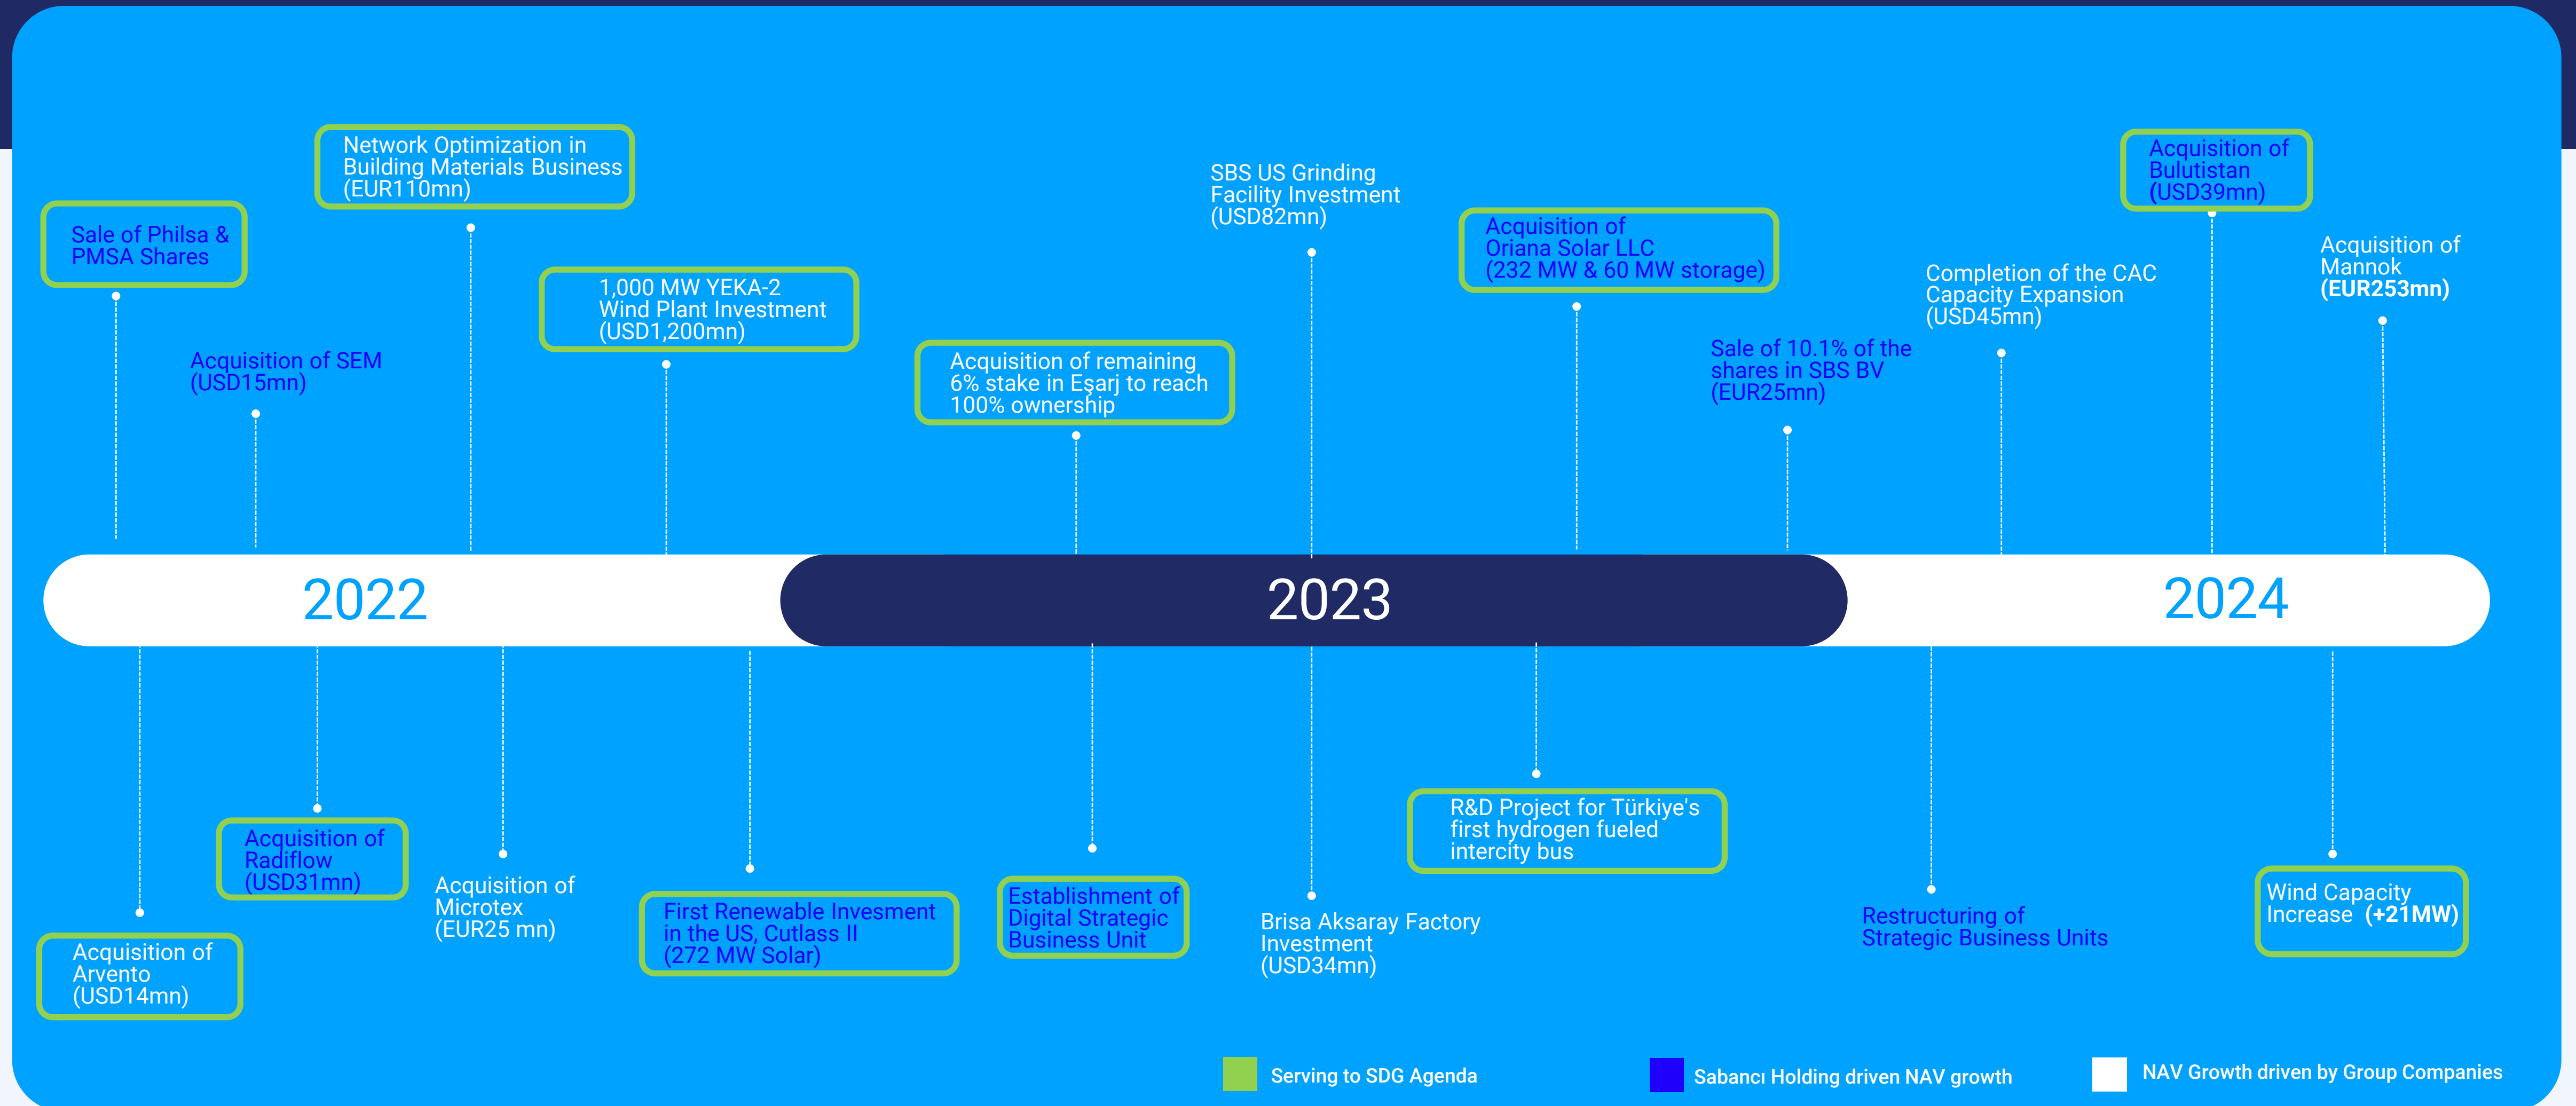 Sale of Philsa &
PMSA Shares
Acquisition of SEM
(USD15mn)
Network Optimization in
Building Materials Business
(EUR110mn)
1,000 MW YEKA-2
Wind Plant Investment
(USD1,200mn)
Acquisition of remaining
6% stake in Eşarj to reach
100% ownership
SBS US Grinding
Facility Investment
(USD82mn)
Acquisition of
Oriana Solar LLC
(232 MW & 60 MW storage)
Sale of 10.1% of the
shares in SBS BV
(EUR25mn)
Completion of the CAC
Capacity Expansion
(USD45mn)
Acquisition of
Bulutistan
(USD39mn)
Acquisition of
Mannok
(EUR253mn)
2022
2023
2024
Acquisition of
Arvento
(USD14mn)
Acquisition of
Radiflow
(USD31mn)
Acquisition of
Microtex
(EUR25 mn)
First Renewable Invesment
in the US, Cutlass II
(272 MW Solar)
Establishment of
Digital Strategic
Business Unit
Brisa Aksaray Factory
Investment
(USD34mn)
R&D Project for Türkiye's
first hydrogen fueled
intercity bus
Restructuring of
Strategic Business Units
Wind Capacity
Increase (+21MW)
Serving to SDG Agenda
Sabancı Holding driven NAV growth
NAV Growth driven by Group Companies